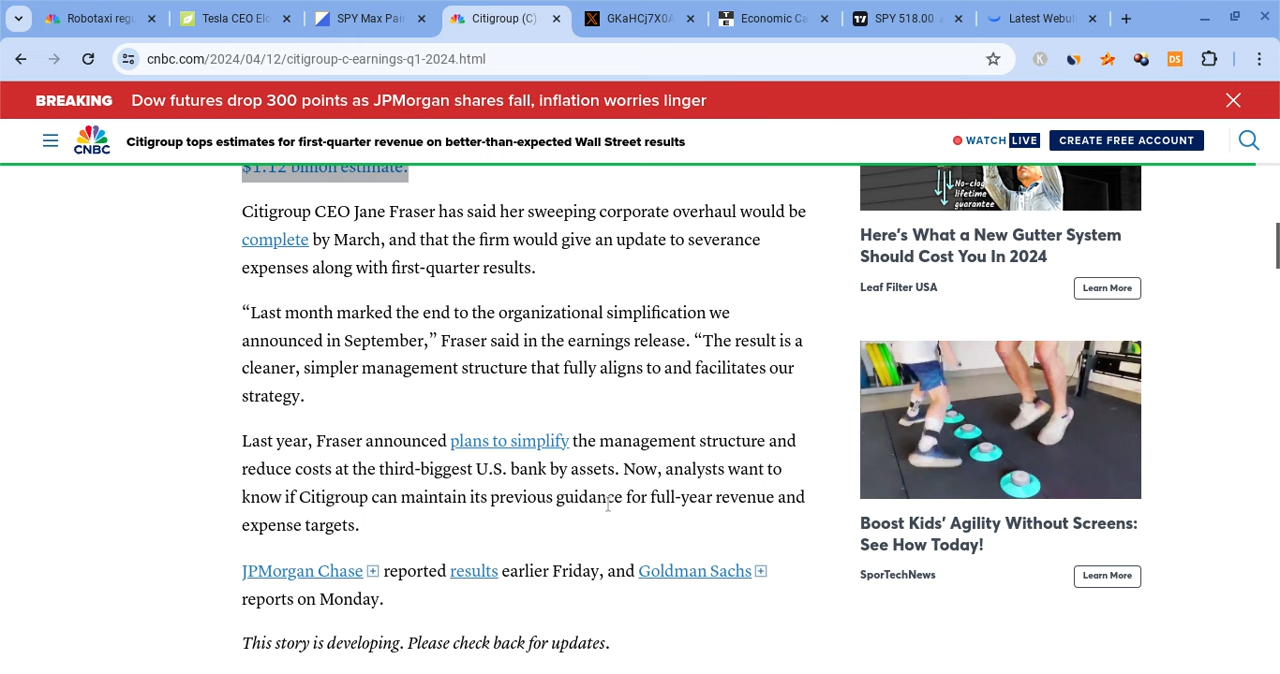 Robotaxi regu
Tesla CEO Elo
SPY Max Pai
Citigroup (C)
GKaHCj7X0A
Economic Ca
SPY 518.00
Latest Webul
cnbc.com/2024/04/12/citigroup-c-earnings-q1-2024.html
K
DS
BREAKING Dow futures drop 300 points as JPMorgan shares fall, inflation worries linger
CNBC
Citigroup tops estimates for first-quarter revenue on better-than-expected Wall Street results
WATCH LIVE
CREATE FREE ACCOUNT
$1.12 billion estimate.
Citigroup CEO Jane Fraser has said her sweeping corporate overhaul would be
complete by March, and that the firm would give an update to severance
expenses along with first-quarter results.
“Last month marked the end to the organizational simplification we
announced in September,” Fraser said in the earnings release. “The result is a
cleaner, simpler management structure that fully aligns to and facilitates our
strategy.
Last year, Fraser announced plans to simplify the management structure and
reduce costs at the third-biggest U.S. bank by assets. Now, analysts want to
know if Citigroup can maintain its previous guidance for full-year revenue and
expense targets.
JPMorgan Chase reported results earlier Friday, and Goldman Sachs
reports on Monday.
This story is developing. Please check back for updates.
No-clog
lifetime
guarantee
Here's What a New Gutter System
Should Cost You In 2024
Leaf Filter USA
Learn More
Boost Kids' Agility Without Screens:
See How Today!
SporTechNews
Learn More